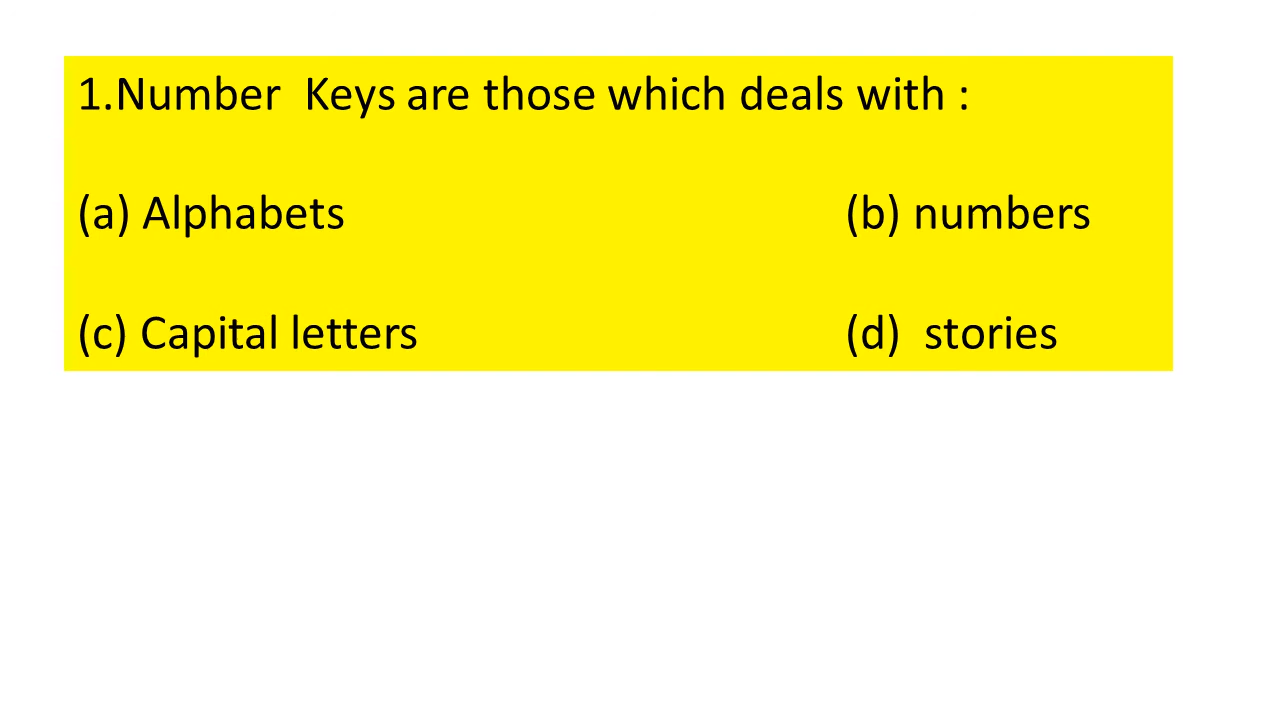 1.Number  Keys are those which deals with :
(a) Alphabets (b) numbers
(c) Capital letters (d)  stories